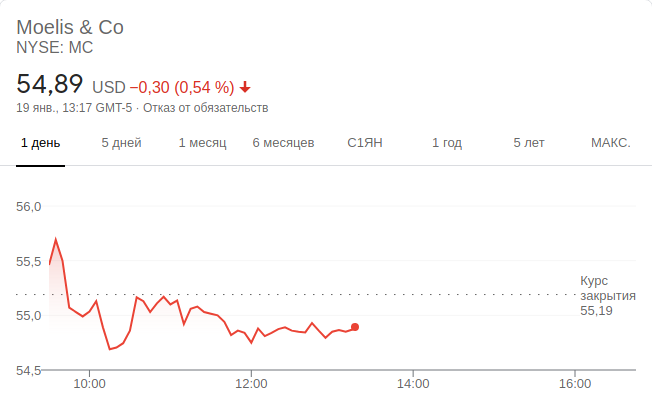 Moelis & Co
NYSE: MC
54,89 USD −0,30 (0,54 %)
19 янв., 13:17 GMT-5 · Отказ от обязательств
1 день 5 дней 1 месяц 6 месяцев С1ЯН 1 год 5 лет МАКС.
56,0
55,5
Курс
закрытия
55,19
55,0
54,5
10:00 12:00 14:00 16:00